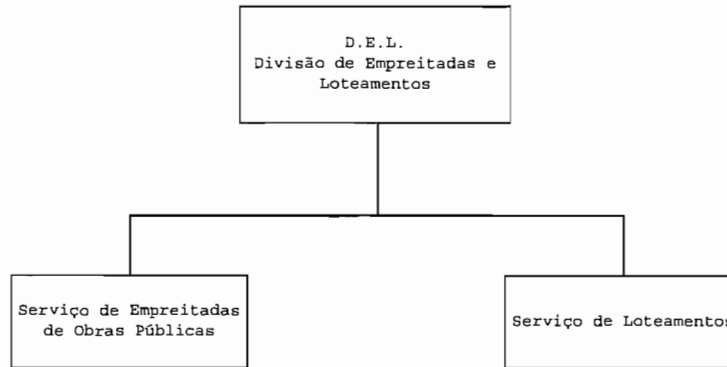 D.E.L.
Divisão de Empreitadas e
Loteamentos
Serviço de Empreitadas
de Obras Públicas
Serviço de Loteamentos